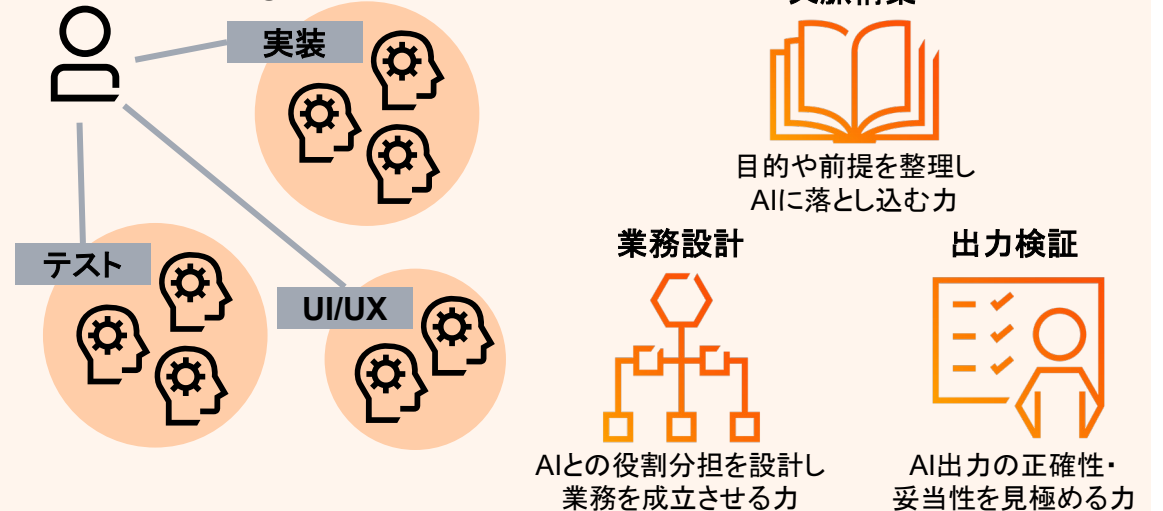 実装
テスト
UI/UX
目的や前提を整理し
AIに落とし込む力
業務設計
AIとの役割分担を設計し
業務を成立させる力
出力検証
AI出力の正確性・
妥当性を見極める力